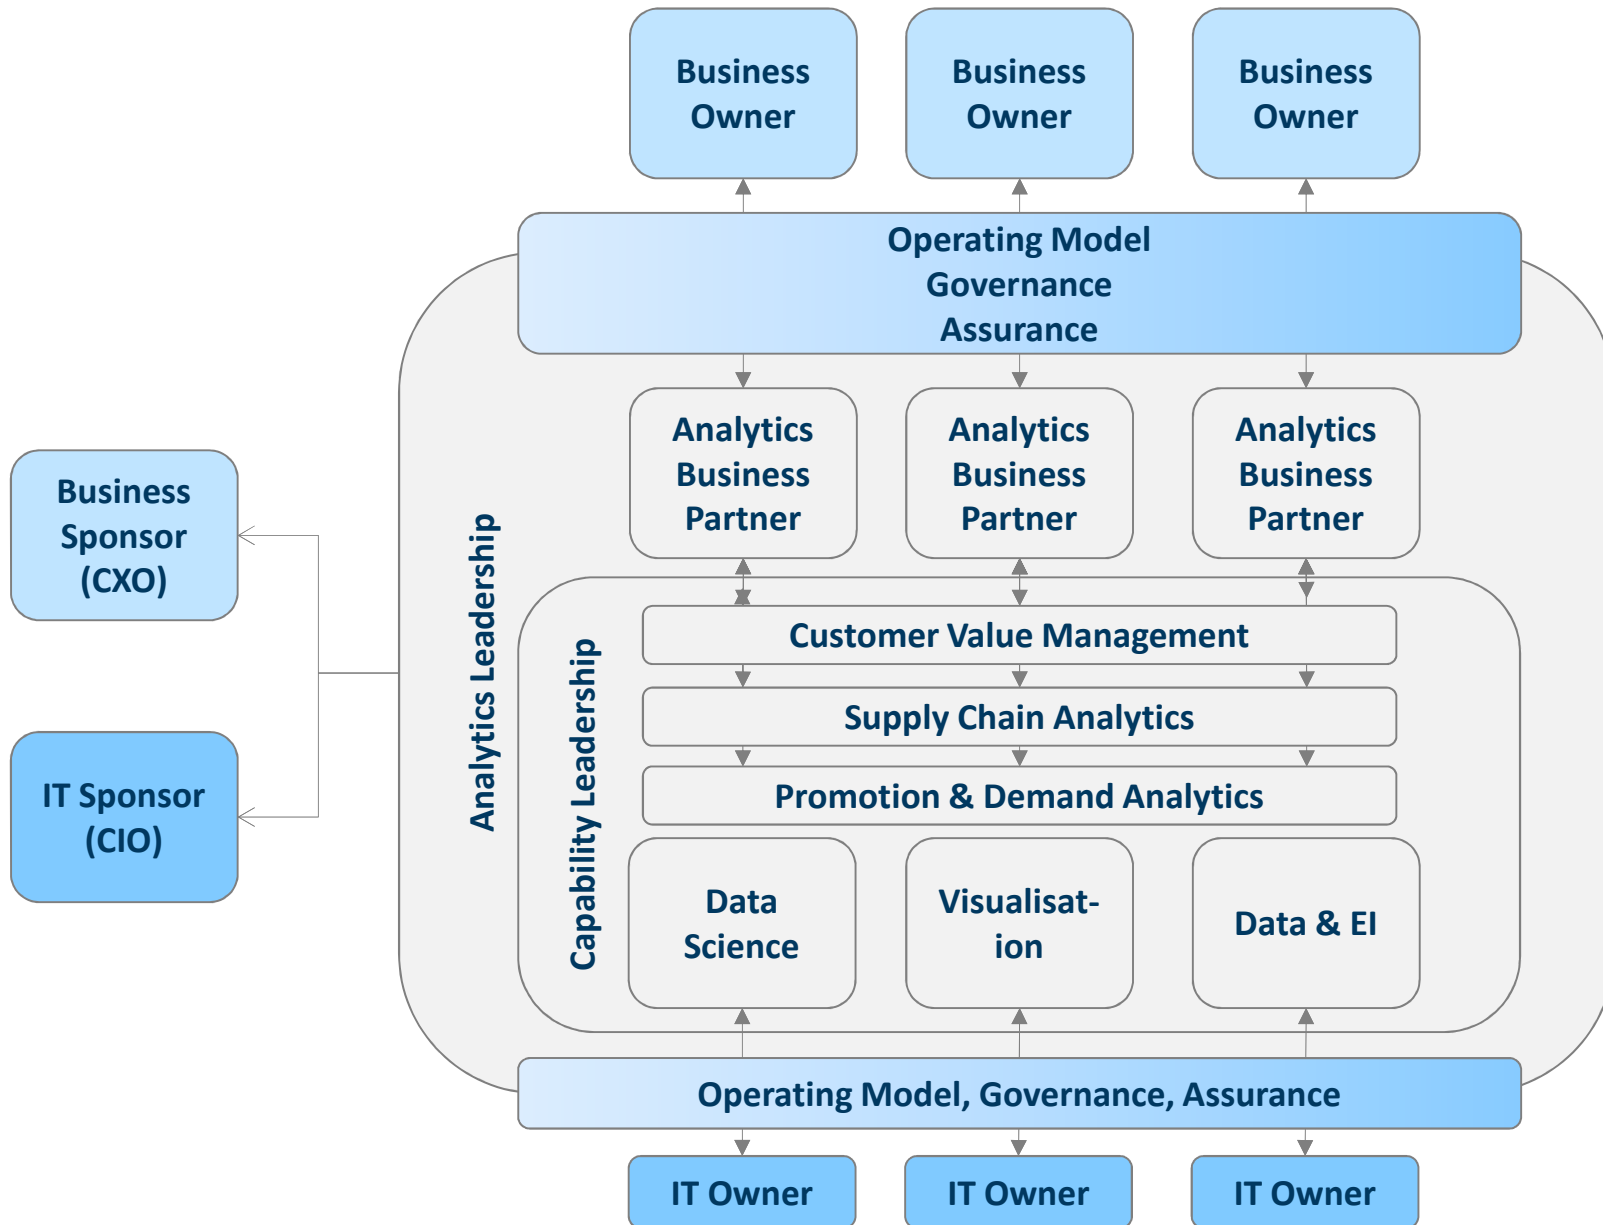 Business
Owner
Business
Owner
Business
Owner
Operating Model
Governance
Assurance
Analytics
Business
Partner
Analytics
Business
Partner
Analytics
Business
Partner
Business
Sponsor
(CXO)
IT Sponsor
(CIO)
Analytics Leadership
Capability Leadership
Customer Value Management
Supply Chain Analytics
Promotion & Demand Analytics
Data
Science
Visualisat-
ion
Data & EI
Operating Model, Governance, Assurance
IT Owner
IT Owner
IT Owner